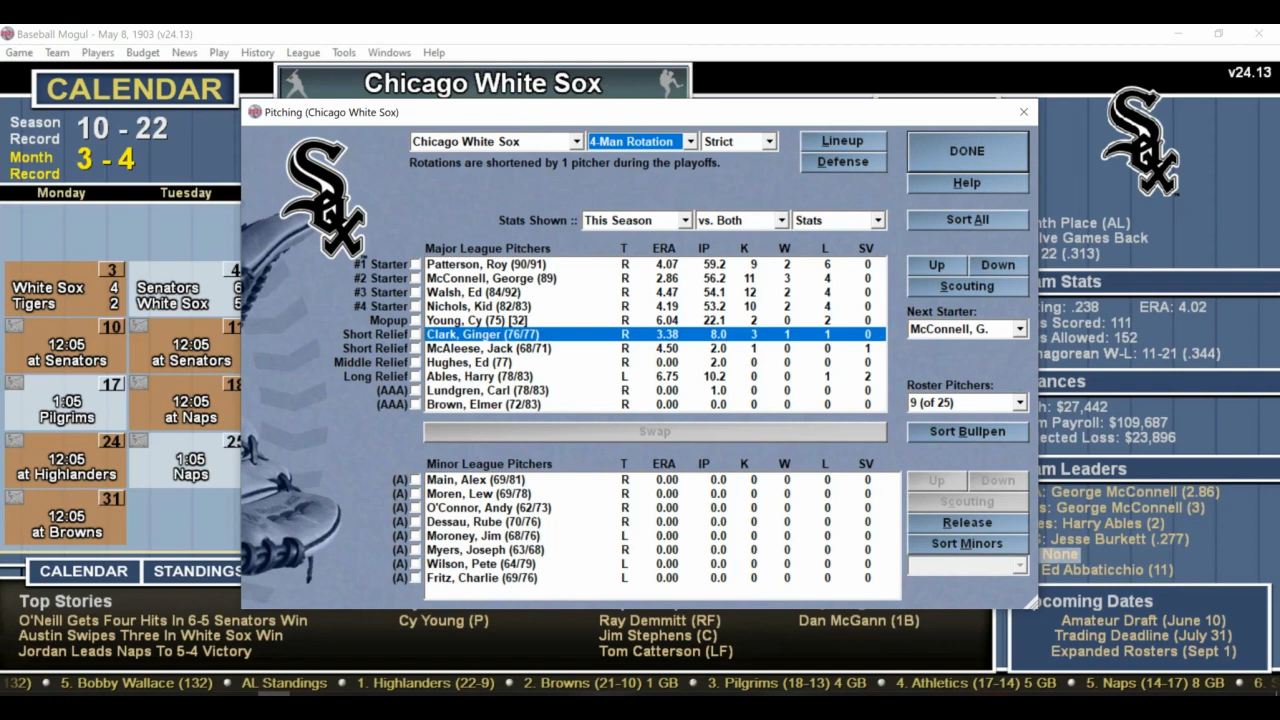 Baseball Mogul - May 8, 1903 (v24.13)
Game Team Players Budget News Play History League Tools Windows Help
CALENDAR
Chicago White Sox
v24.13
Season Record 10 - 22
Month Record 3 - 4
Monday Tuesday
3 White Sox 4 Tigers 2
4 Senators 6 White Sox 5
10 12:05 at Senators
11 12:05 at Senators
17 1:05 Pilgrims
18 12:05 at Naps
24 12:05 at Highlanders
25 1:05 Naps
31 12:05 at Browns
CALENDAR STANDINGS
Pitching (Chicago White Sox)
Sox
Chicago White Sox 4-Man Rotation Strict Lineup DONE
Rotations are shortened by 1 pitcher during the playoffs. Defense
Help
Stats Shown :: This Season vs. Both Stats Sort All
Major League Pitchers T ERA IP K W L SV
#1 Starter Patterson, Roy (90/91) R 4.07 59.2 9 2 6 0
#2 Starter McConnell, George (89) R 2.86 56.2 11 3 4 0
#3 Starter Walsh, Ed (84/92) R 4.47 54.1 12 2 4 0
#4 Starter Nichols, Kid (82/83) R 4.19 53.2 10 2 4 0
Mopup Young, Cy (75) [32] R 6.04 22.1 2 0 2 0
Short Relief Clark, Ginger (76/77) R 3.38 8.0 3 1 1 0
Short Relief McAleese, Jack (68/71) R 4.50 2.0 1 0 0 1
Middle Relief Hughes, Ed (77) R 0.00 2.0 0 0 0 0
Long Relief Ables, Harry (78/83) L 6.75 10.2 0 0 1 2
(AAA) Lundgren, Carl (78/83) R 0.00 1.0 0 0 0 0
(AAA) Brown, Elmer (72/83) R 0.00 0.0 0 0 0 0
Up Down
Scouting
Next Starter:
McConnell, G.
Roster Pitchers:
9 (of 25)
Swap Sort Bullpen
Minor League Pitchers T ERA IP K W L SV
(A) Main, Alex (69/81) R 0.00 0.0 0 0 0 0
(A) Moren, Lew (69/78) R 0.00 0.0 0 0 0 0
(A) O'Connor, Andy (62/73) R 0.00 0.0 0 0 0 0
(A) Dessau, Rube (70/76) R 0.00 0.0 0 0 0 0
(A) Moroney, Jim (68/76) L 0.00 0.0 0 0 0 0
(A) Myers, Joseph (63/68) R 0.00 0.0 0 0 0 0
(A) Wilson, Pete (64/79) L 0.00 0.0 0 0 0 0
(A) Fritz, Charlie (69/76) L 0.00 0.0 0 0 0 0
Up Down
Scouting
Release
Sort Minors
Sox
nth Place (AL)
lve Games Back
22 (.313)
am Stats
ting: .238 ERA: 4.02
s Scored: 111
s Allowed: 152
nagorean W-L: 11-21 (.344)
ances
h: $27,442
m Payroll: $109,687
ected Loss: $23,896
am Leaders
A: George McConnell (2.86)
s: George McConnell (3)
es: Harry Ables (2)
G: Jesse Burkett (.277)
None
Ed Abbaticchio (11)
Top Stories
O'Neill Gets Four Hits In 6-5 Senators Win
Austin Swipes Three In White Sox Win
Jordan Leads Naps To 5-4 Victory
Cy Young (P)
Ray Demmitt (RF)
Jim Stephens (C)
Tom Catterson (LF)
Dan McGann (1B)
pcoming Dates
Amateur Draft (June 10)
Trading Deadline (July 31)
Expanded Rosters (Sept 1)
132) • 5. Bobby Wallace (132) • AL Standings • 1. Highlanders (22-9) • 2. Browns (21-10) 1 GB • 3. Pilgrims (18-13) 4 GB • 4. Athletics (17-14) 5 GB • 5. Naps (14-17) 8 GB • 6.